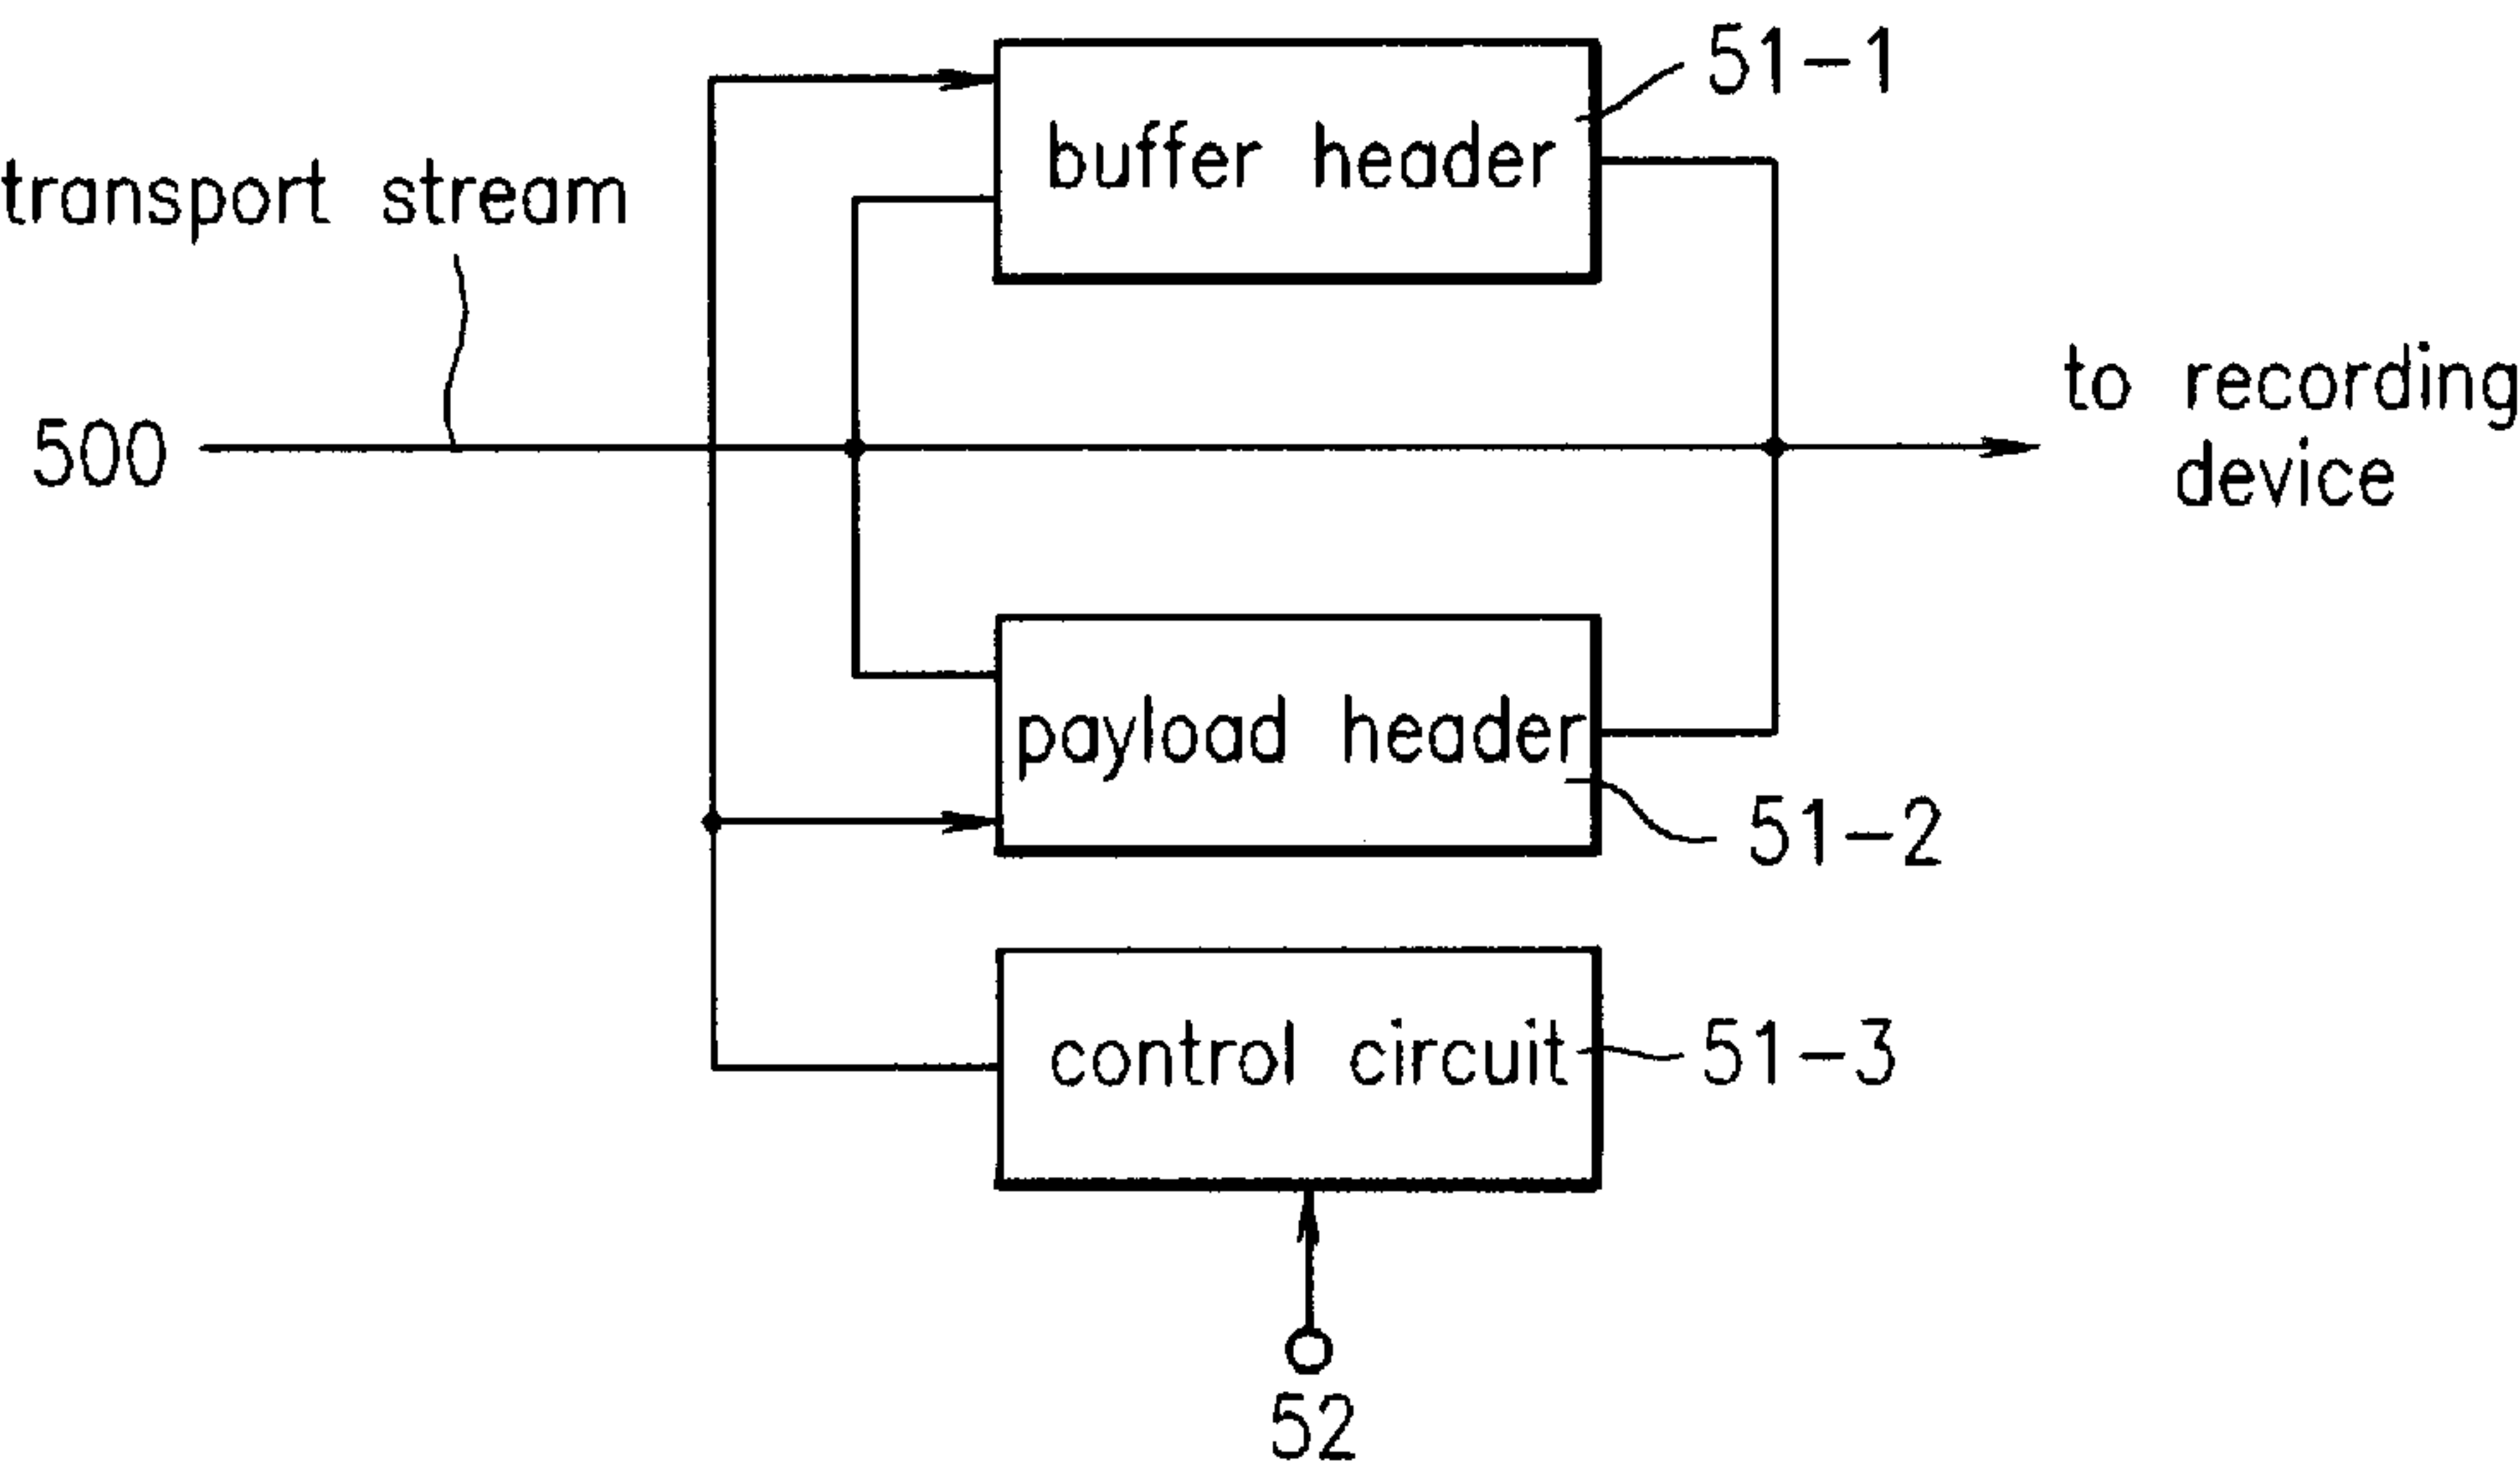 51-1
buffer header
transport stream
to recording
device
500
payload header
51-2
control circuit
51-3
52